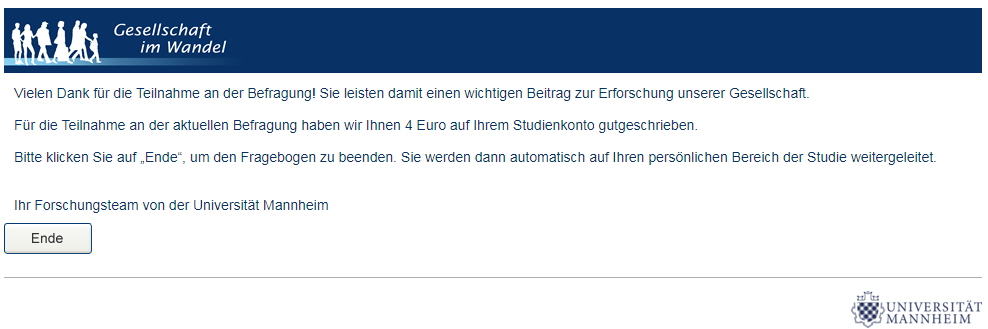 Gesellschaft
im Wandel
Vielen Dank für die Teilnahme an der Befragung! Sie leisten damit einen wichtigen Beitrag zur Erforschung unserer Gesellschaft.
Für die Teilnahme an der aktuellen Befragung haben wir Ihnen 4 Euro auf Ihrem Studienkonto gutgeschrieben.
Bitte klicken Sie auf „Ende“, um den Fragebogen zu beenden. Sie werden dann automatisch auf Ihren persönlichen Bereich der Studie weitergeleitet.
Ihr Forschungsteam von der Universität Mannheim
Ende
UNIVERSITÄT
MANNHEIM